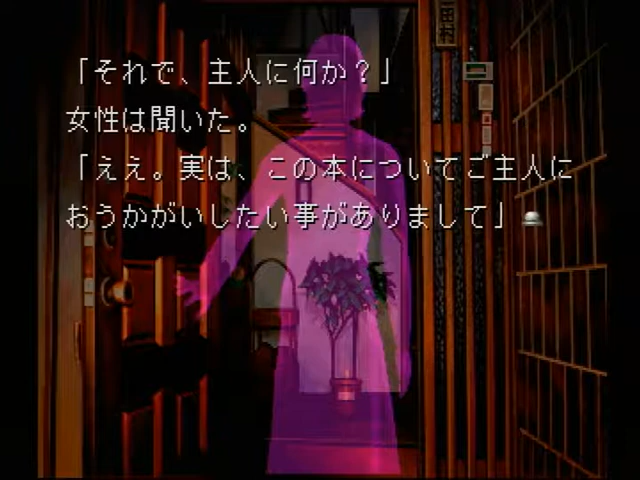 「それで、主人に何か？」
女性は聞いた。
「ええ。実は、この本についてご主人に
おうかがいしたい事がありまして」
田村